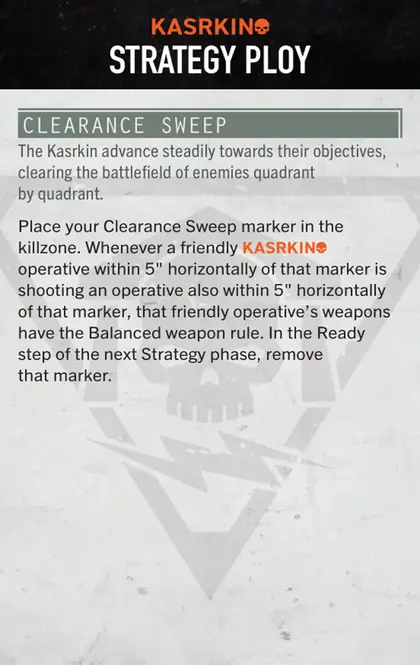 KASRKIN
STRATEGY PLOY
CLEARANCE SWEEP
The Kasrkin advance steadily towards their objectives,
clearing the battlefield of enemies quadrant
by quadrant.
Place your Clearance Sweep marker in the
killzone. Whenever a friendly KASRKIN
operative within 5" horizontally of that marker is
shooting an operative also within 5" horizontally
of that marker, that friendly operative’s weapons
have the Balanced weapon rule. In the Ready
step of the next Strategy phase, remove
that marker.